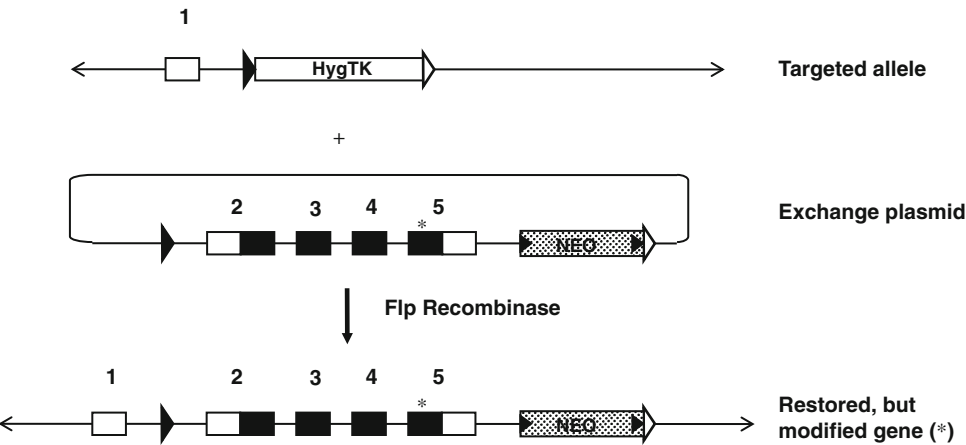 1
HygTK
Targeted allele
+
2 3 4 5
*
Exchange plasmid
NEO
Flp Recombinase
1 2 3 4 5
*
NEO
Restored, but
modified gene (*)